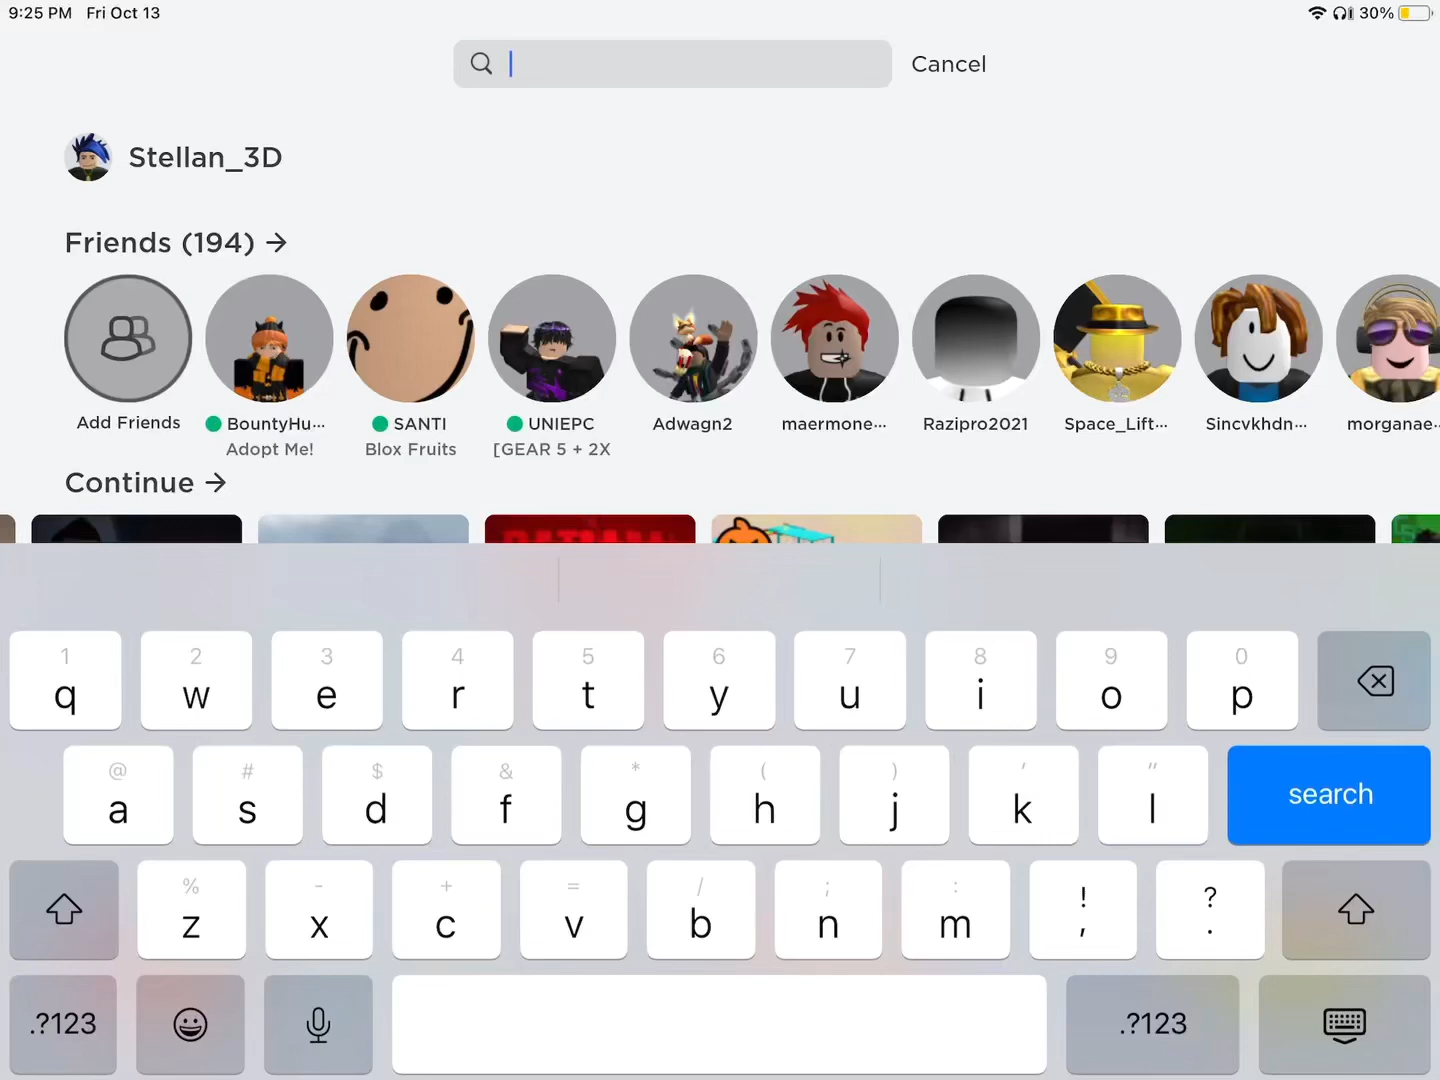 9:25 PM Fri Oct 13
30%
Cancel
Stellan_3D
Friends (194) →
Add Friends
BountyHu...
Adopt Me!
SANTI
Blox Fruits
UNIEPC
[GEAR 5 + 2X
Adwagn2
maermone...
Razipro2021
Space_Lift...
Sincvkhdn...
morganae..
Continue →
1 2 3 4 5 6 7 8 9 0
q w e r t y u i o p
@ # $ & * ( ) ' "
a s d f g h j k l search
% - + = / ; : ! ?
z x c v b n m , .
.?123 .?123